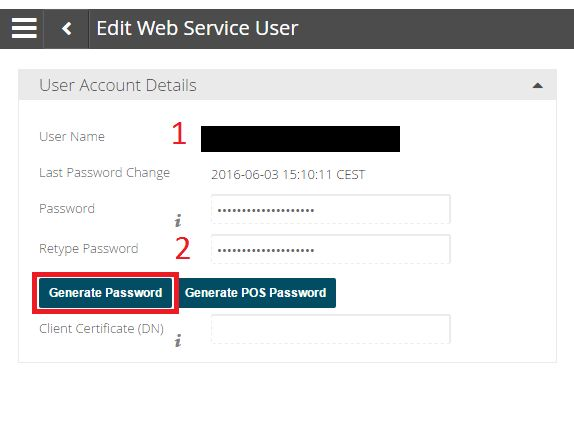 Edit Web Service User
User Account Details
User Name 1
Last Password Change 2016-06-03 15:10:11 CEST
Password i ••••••••••••••••••••
Retype Password 2 ••••••••••••••••••••
Generate Password Generate POS Password
Client Certificate (DN) i